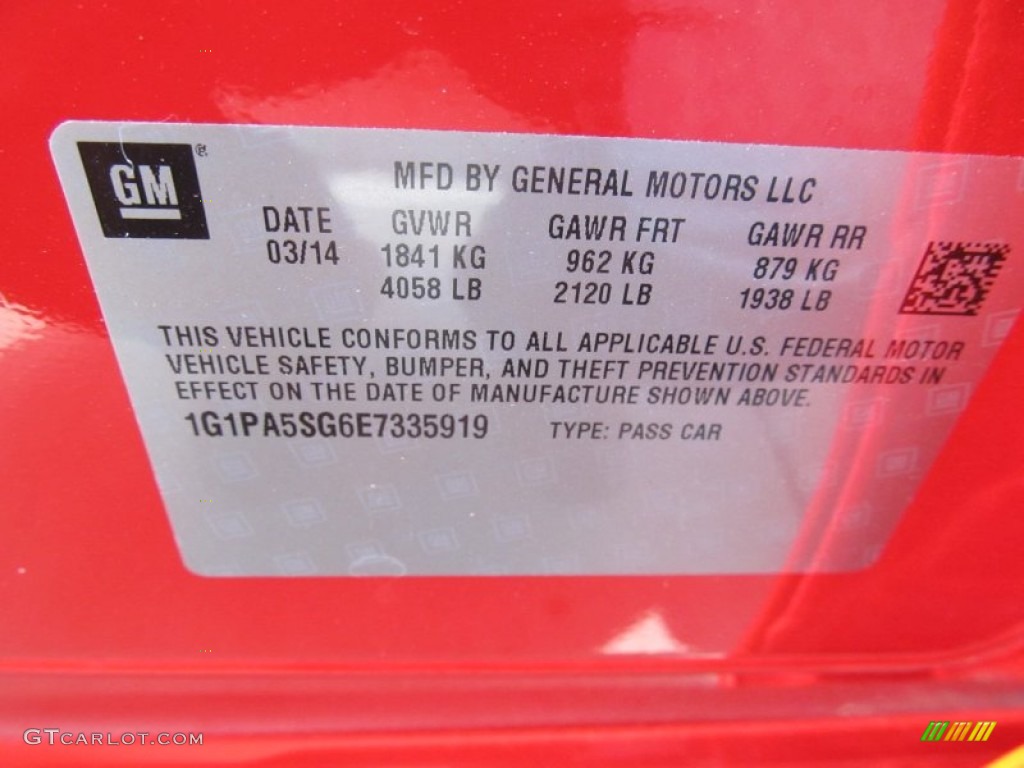 GM®
MFD BY GENERAL MOTORS LLC
DATE GVWR GAWR FRT GAWR RR
03/14 1841 KG 962 KG 879 KG
4058 LB 2120 LB 1938 LB
THIS VEHICLE CONFORMS TO ALL APPLICABLE U.S. FEDERAL MOTOR
VEHICLE SAFETY, BUMPER, AND THEFT PREVENTION STANDARDS IN
EFFECT ON THE DATE OF MANUFACTURE SHOWN ABOVE.
1G1PA5SG6E7335919 TYPE: PASS CAR
GTCARLOT.COM